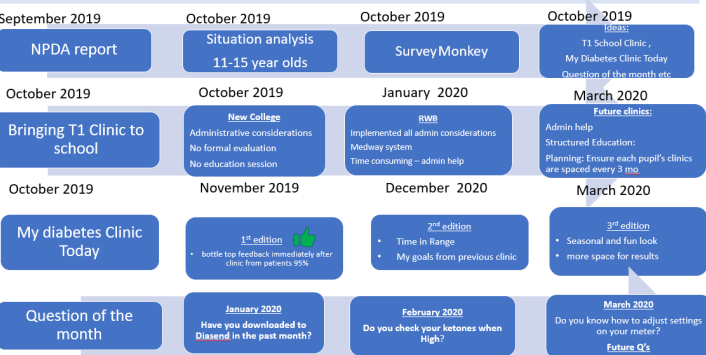 September 2019
October 2019
October 2019
October 2019
NPDA report
Situation analysis
11-15 year olds
SurveyMonkey
Ideas:
T1 School Clinic ,
My Diabetes Clinic Today
Question of the month etc
October 2019
October 2019
January 2020
March 2020
Bringing T1 Clinic to
school
New College
Administrative considerations
No formal evaluation
No education session
RWB
Implemented all admin considerations
Medway system
Time consuming – admin help
Future clinics:
Admin help
Structured Education:
Planning: Ensure each pupil's clinics
are spaced every 3 mo
October 2019
November 2019
December 2020
March 2020
My diabetes Clinic
Today
1st edition
• bottle top feedback immediately after
clinic from patients 95%
2nd edition
• Time in Range
• My goals from previous clinic
3rd edition
• Seasonal and fun look
• more space for results
Question of the
month
January 2020
Have you downloaded to
Diasend in the past month?
February 2020
Do you check your ketones when
High?
March 2020
Do you know how to adjust settings
on your meter?
Future Q's